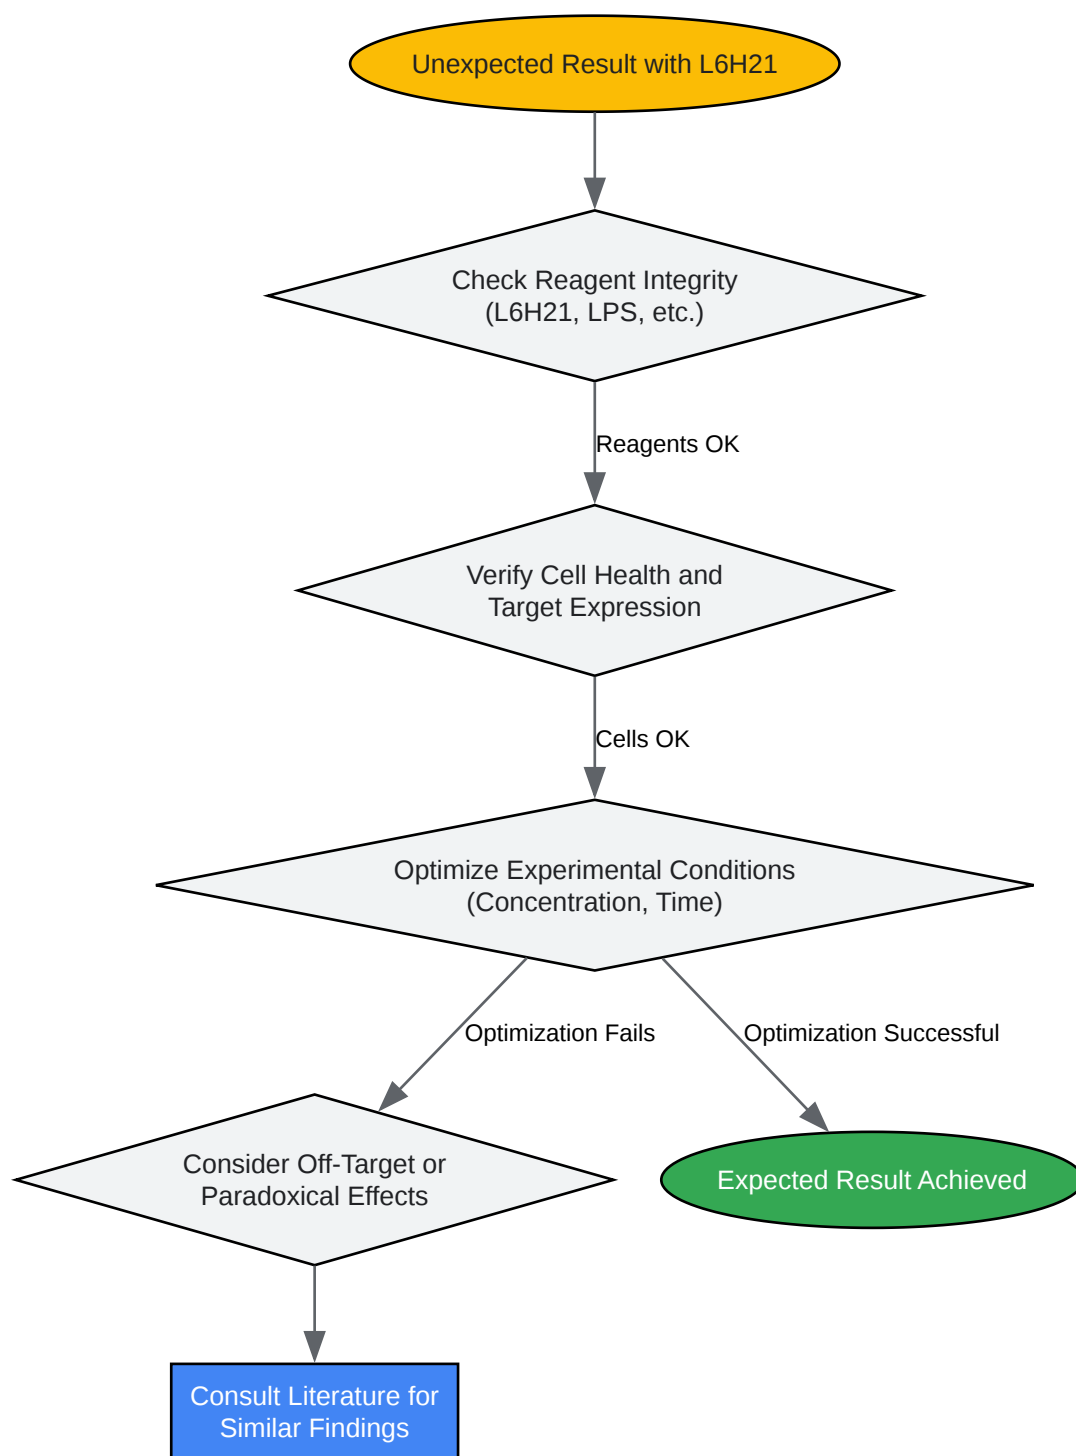 Unexpected Result with L6H21
Check Reagent Integrity
(L6H21, LPS, etc.)
Reagents OK
Verify Cell Health and
Target Expression
Cells OK
Optimize Experimental Conditions
(Concentration, Time)
Optimization Fails
Optimization Successful
Consider Off-Target or
Paradoxical Effects
Expected Result Achieved
Consult Literature for
Similar Findings